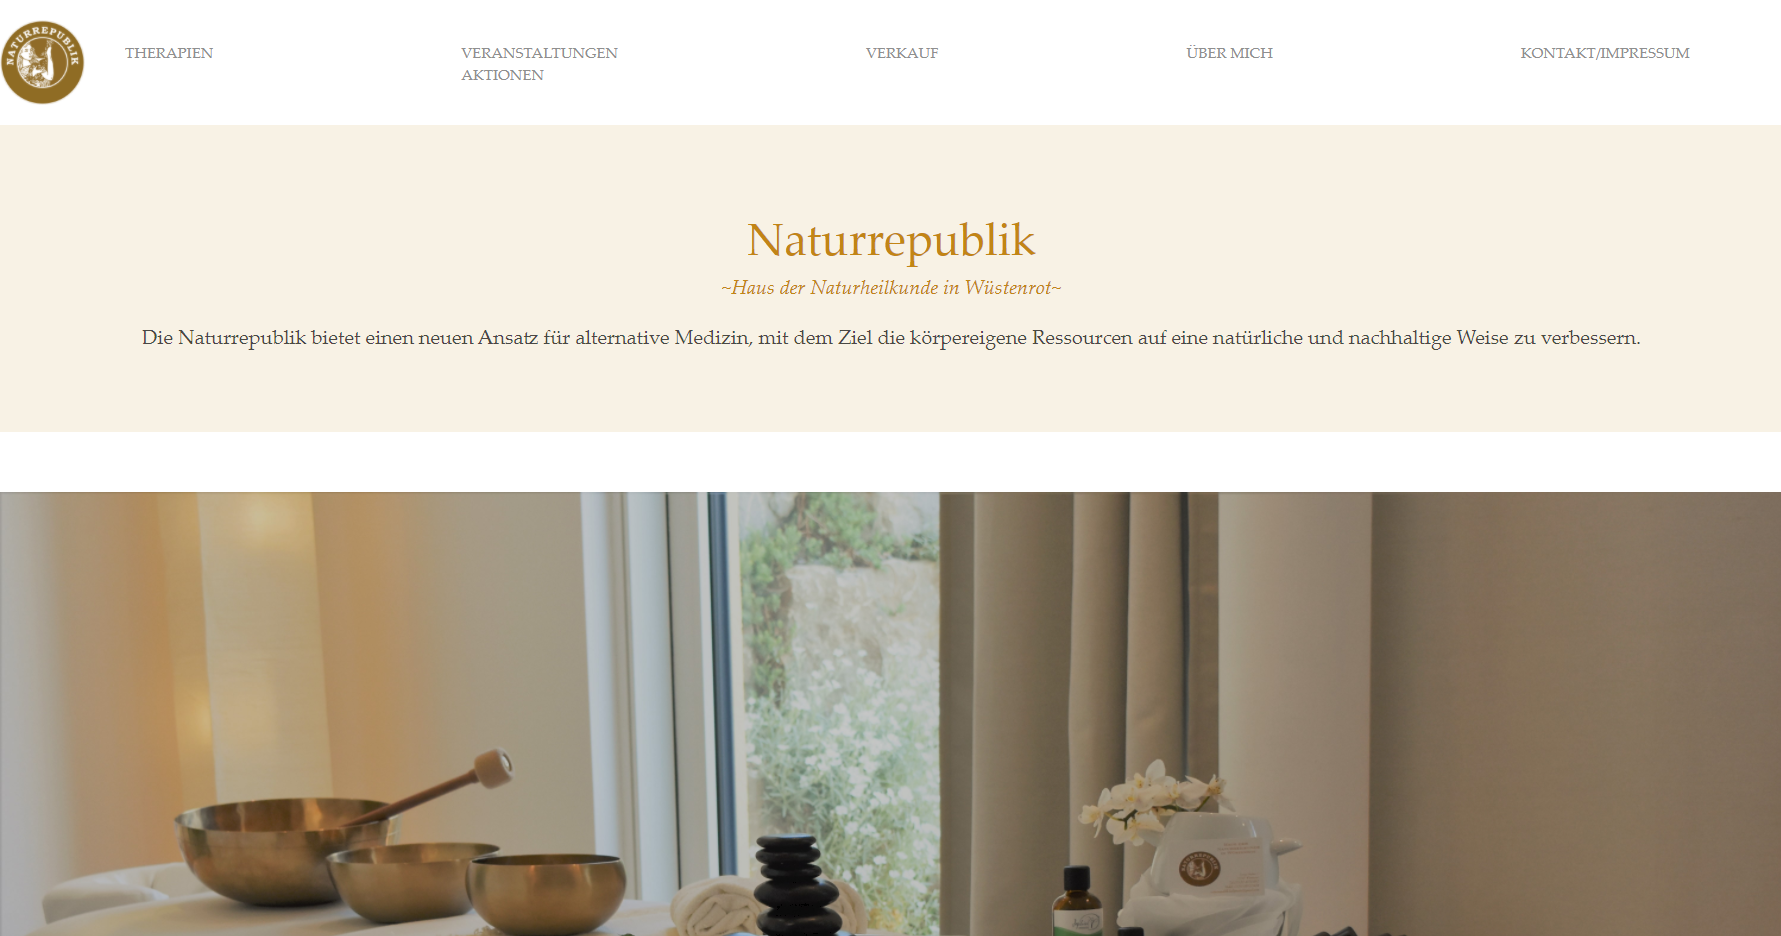 NATURREPUBLIK
THERAPIEN
VERANSTALTUNGEN
AKTIONEN
VERKAUF
ÜBER MICH
KONTAKT/IMPRESSUM
Naturrepublik
~Haus der Naturheilkunde in Wüstenrot~
Die Naturrepublik bietet einen neuen Ansatz für alternative Medizin, mit dem Ziel die körpereigene Ressourcen auf eine natürliche und nachhaltige Weise zu verbessern.
NATURREPUBLIK